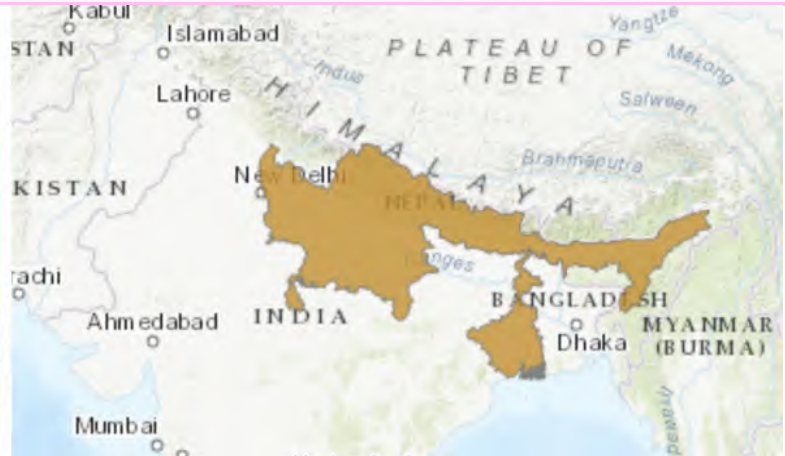 Kabul
STAN
Islamabad
Lahore
KISTAN
rachi
Ahmedabad
Mumbai
New Delhi
INDIA
HIMALAYA
Indus
PLATEAU OF
TIBET
Yangtze
Mekong
Salween
Brahmaputra
NEPAL
Ganges
BANGLADESH
Dhaka
MYANMAR
(BURMA)
Irrawad